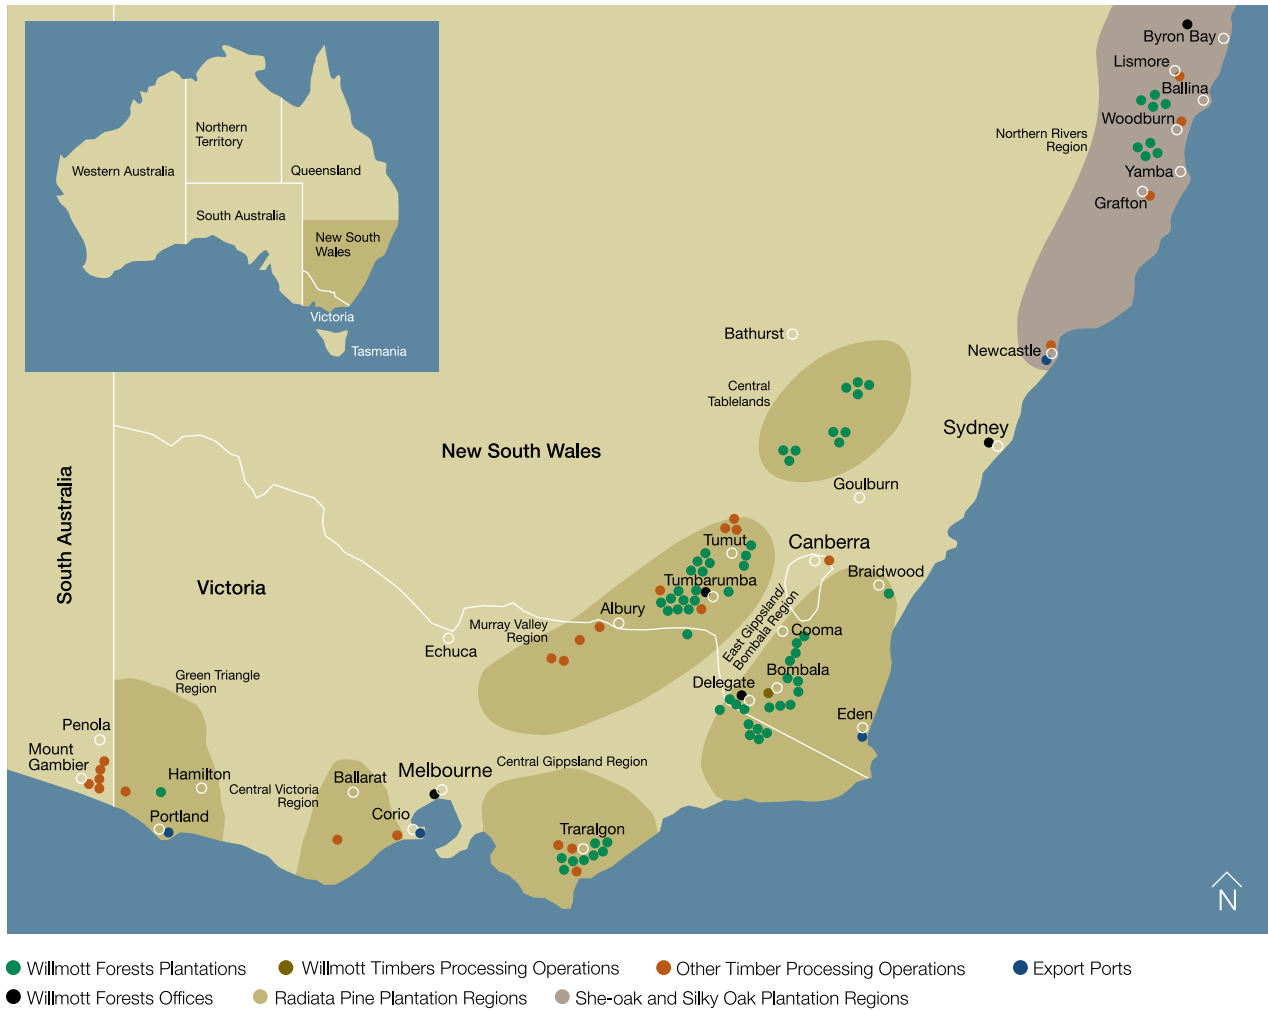 Northern
Territory
Western Australia
Queensland
South Australia
New South
Wales
Victoria
Tasmania
Byron Bay
Lismore
Ballina
Woodburn
Northern Rivers
Region
Yamba
Grafton
Bathurst
Newcastle
Central
Tablelands
Sydney
New South Wales
Goulburn
South Australia
Victoria
Tumut
Canberra
Braidwood
Tumbarumba
Albury
Murray Valley
Region
East Gippsland/
Bombala Region
Cooma
Echuca
Bombala
Delegate
Green Triangle
Region
Eden
Penola
Mount
Gambier
Hamilton
Central Victoria
Region
Ballarat
Melbourne
Central Gippsland Region
Corio
Portland
Traralgon
N
Willmott Forests Plantations
Willmott Timbers Processing Operations
Other Timber Processing Operations
Export Ports
Willmott Forests Offices
Radiata Pine Plantation Regions
She-oak and Silky Oak Plantation Regions